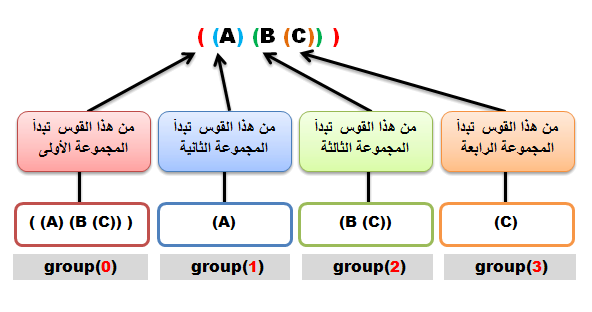 ( (A) (B (C)) )
من هذا القوس تبدأ
المجموعة الأولى
من هذا القوس تبدأ
المجموعة الثانية
من هذا القوس تبدأ
المجموعة الثالثة
من هذا القوس تبدأ
المجموعة الرابعة
( (A) (B (C)) )
(A)
(B (C))
(C)
group(0)
group(1)
group(2)
group(3)